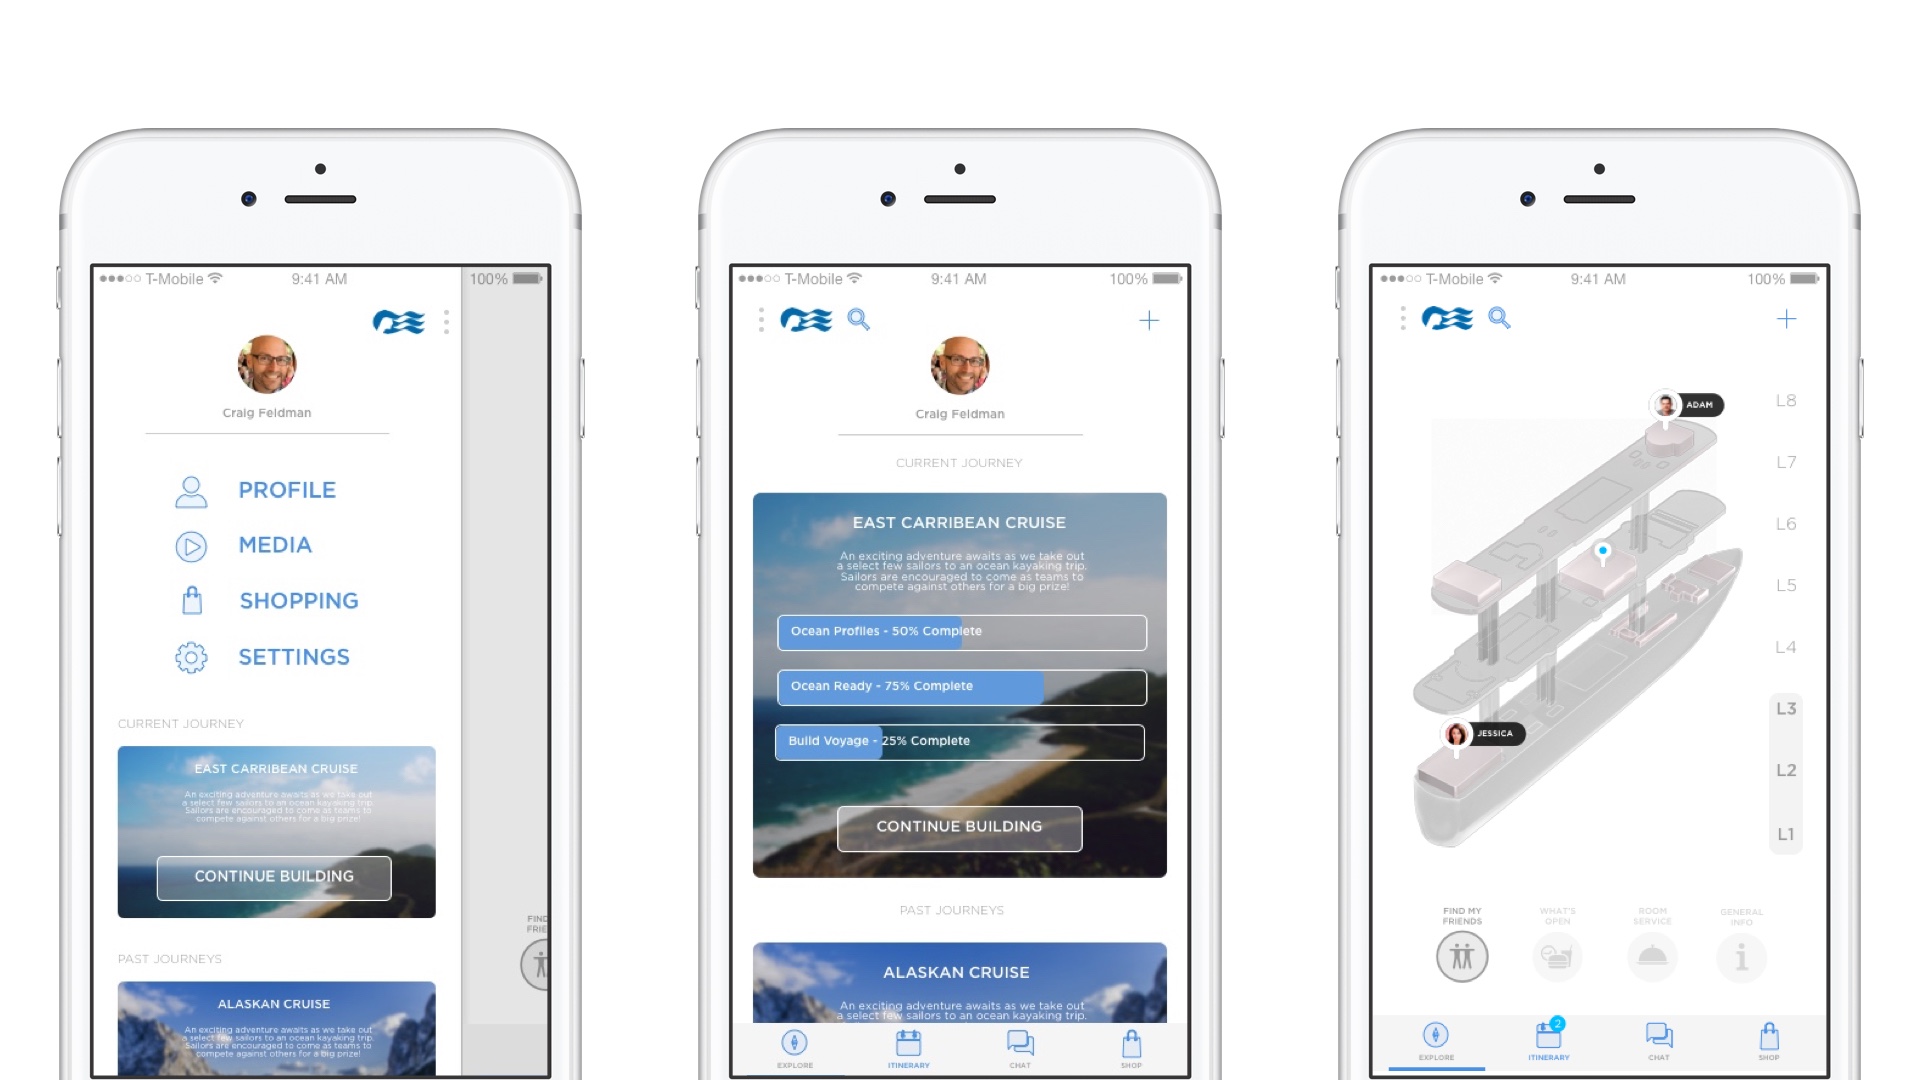 T-Mobile
9:41 AM
100%
Craig Feldman
PROFILE
MEDIA
SHOPPING
SETTINGS
CURRENT JOURNEY
EAST CARRIBEAN CRUISE
An exciting adventure awaits as we take out
a select few sailors to an ocean kayaking trip.
Sailors are encouraged to come as teams to
compete against others for a big prize!
CONTINUE BUILDING
PAST JOURNEYS
ALASKAN CRUISE
An exciting adventure awaits as we take out
a select few sailors to an ocean kayaking trip.
Sailors are encouraged to come as teams to
compete against others for a big prize!
FIND
FRIE
T-Mobile
9:41 AM
100%
Craig Feldman
CURRENT JOURNEY
EAST CARRIBEAN CRUISE
An exciting adventure awaits as we take out
a select few sailors to an ocean kayaking trip.
Sailors are encouraged to come as teams to
compete against others for a big prize!
Ocean Profiles - 50% Complete
Ocean Ready - 75% Complete
Build Voyage - 25% Complete
CONTINUE BUILDING
PAST JOURNEYS
ALASKAN CRUISE
An exciting adventure awaits as we take out
a select few sailors to an ocean kayaking trip.
EXPLORE
ITINERARY
CHAT
SHOP
T-Mobile
9:41 AM
100%
ADAM
JESSICA
L8
L7
L6
L5
L4
L3
L2
L1
FIND MY
FRIENDS
WHAT'S
OPEN
ROOM
SERVICE
GENERAL
INFO
EXPLORE
2
ITINERARY
CHAT
SHOP